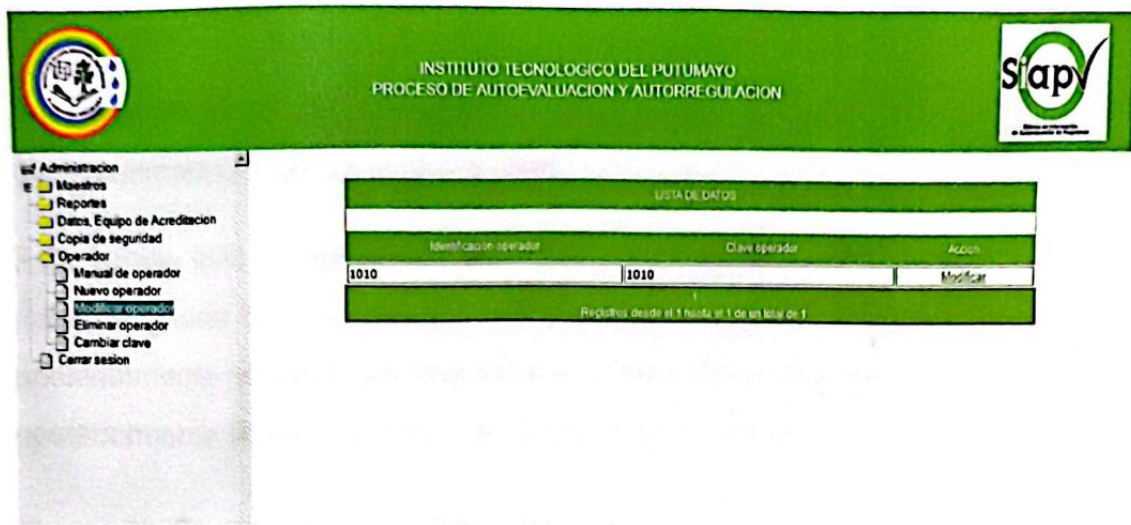 INSTITUTO TECNOLOGICO DEL PUTUMAYO
PROCESO DE AUTOEVALUACION Y AUTORREGULACION
Siap
Administracion
Maestros
Reportes
Datos, Equipo de Acreditacion
Copia de seguridad
Operador
Manual de operador
Nuevo operador
Modificar operador
Eliminar operador
Cambiar clave
Cerrar sesion
LISTA DE DATOS
Identificación operador Clave operador Accion
1010 1010 Modificar
1
Registros desde el 1 hasta el 1 de un total de 1